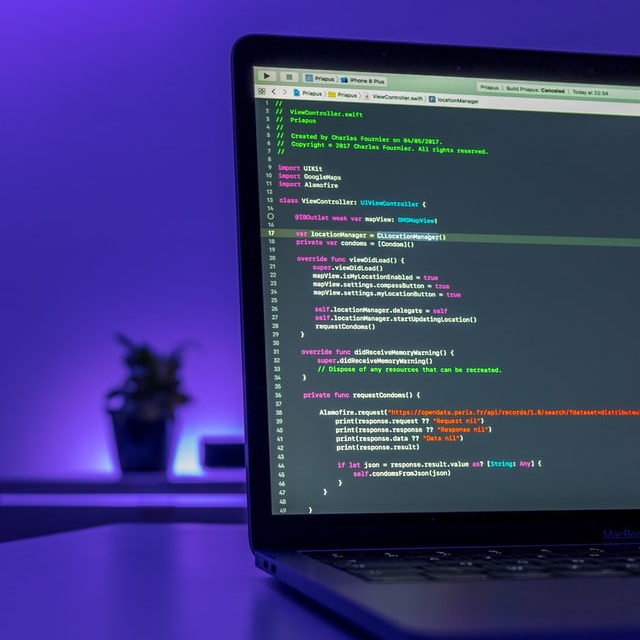 Priapus iPhone 8 Plus
Priapus | Build Priapus: Canceled | Today at 22:34
Priapus Priapus ViewController.swift locationManager
1 //
2 // ViewController.swift
3 // Priapus
4 //
5 // Created by Charles Fournier on 04/05/2017.
6 // Copyright © 2017 Charles Fournier. All rights reserved.
7 //
8
9 import UIKit
10 import GoogleMaps
11 import Alamofire
12
13 class ViewController: UIViewController {
14
@IBOutlet weak var mapView: GMSMapView!
16
17 var locationManager = CLLocationManager()
18 private var condoms = [Condom]()
19
20 override func viewDidLoad() {
21 super.viewDidLoad()
22 mapView.isMyLocationEnabled = true
23 mapView.settings.compassButton = true
24 mapView.settings.myLocationButton = true
25
26 self.locationManager.delegate = self
27 self.locationManager.startUpdatingLocation()
28 requestCondoms()
29 }
30
31 override func didReceiveMemoryWarning() {
32 super.didReceiveMemoryWarning()
33 // Dispose of any resources that can be recreated.
34 }
35
36 private func requestCondoms() {
37
38 Alamofire.request("https://opendata.paris.fr/api/records/1.0/search/?dataset=distributeu
39 print(response.request ?? "Request nil")
40 print(response.response ?? "Response nil")
41 print(response.data ?? "Data nil")
42 print(response.result)
43
44 if let json = response.result.value as? [String: Any] {
45 self.condomsFromJson(json)
46 }
47 }
48
49 }
MacBoo